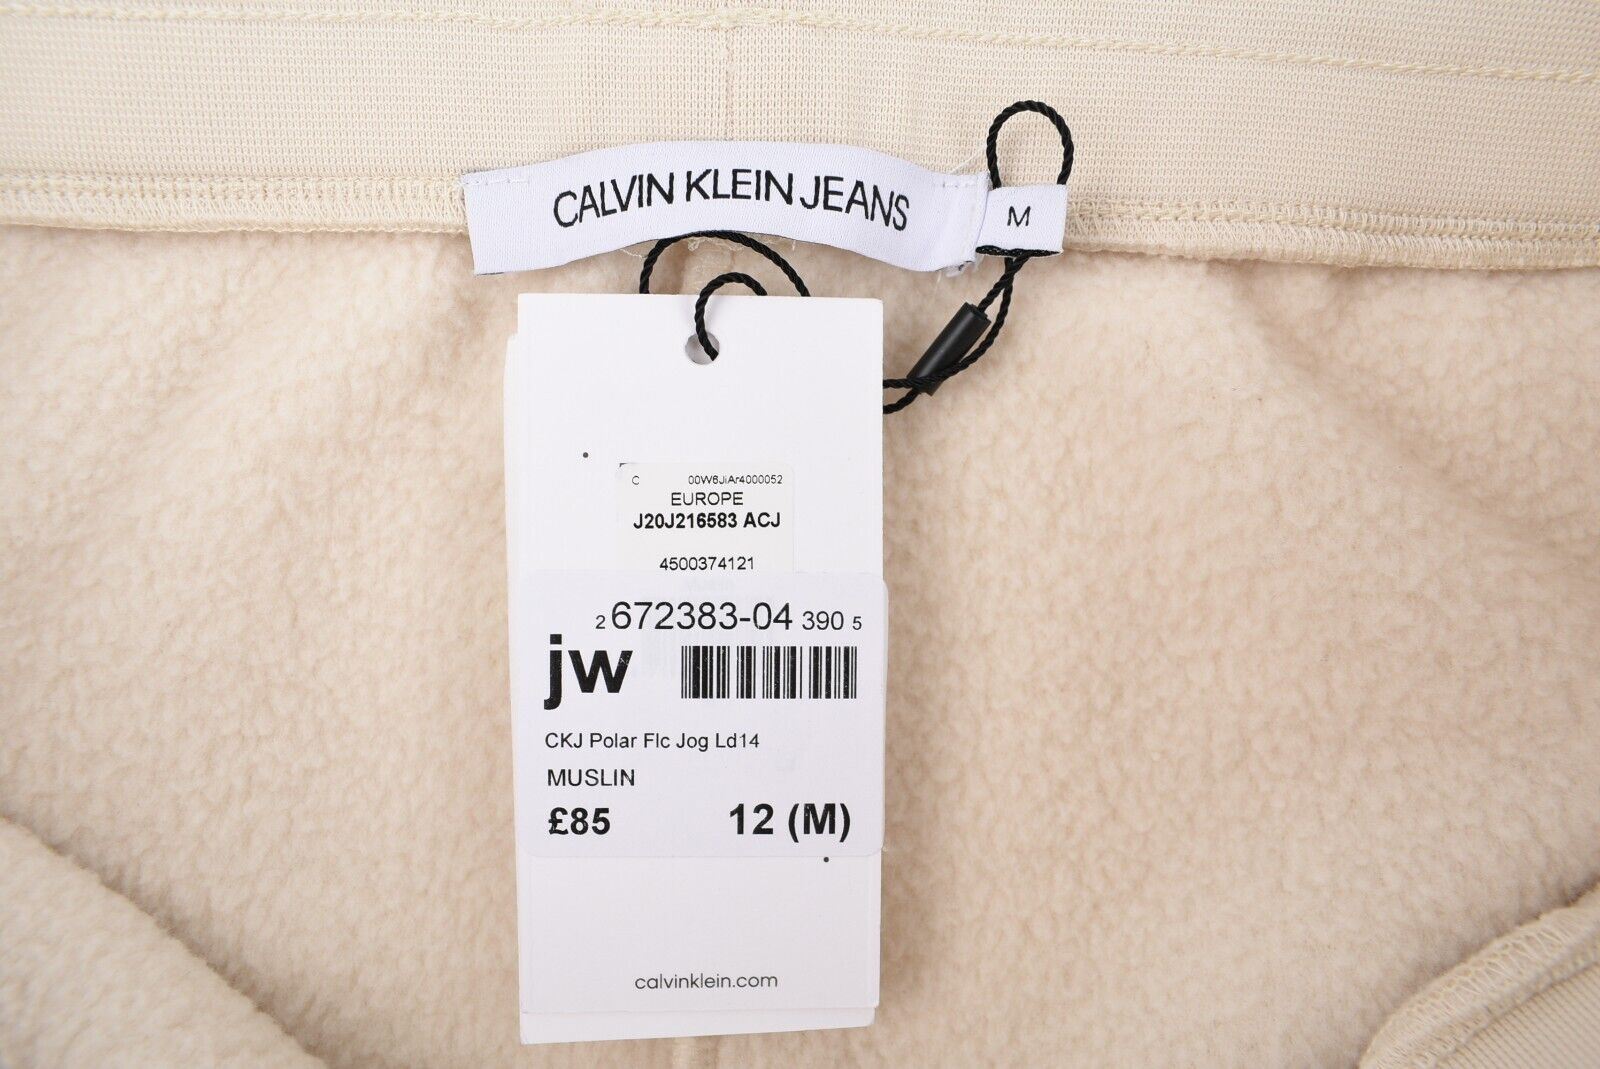 CALVIN KLEIN JEANS
M
C 00W6JiAr4000052
EUROPE
J20J216583 ACJ
4500374121
2 672383-04 390 5
jw
CKJ Polar Flc Jog Ld14
MUSLIN
£85 12 (M)
calvinklein.com